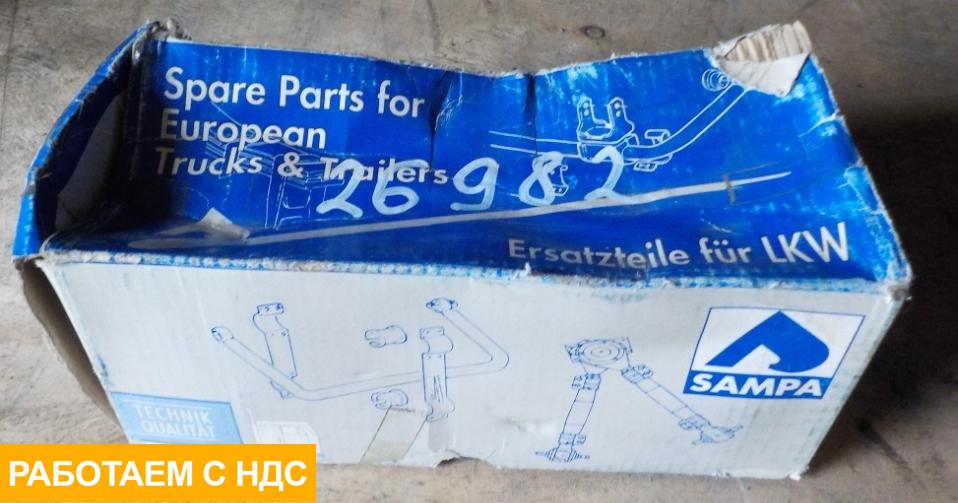 Spare Parts for
European
Trucks & Trailers
26982
Ersatzteile für LKW
SAMPA
TECHNIK
QUALITÄT
РАБОТАЕМ С НДС